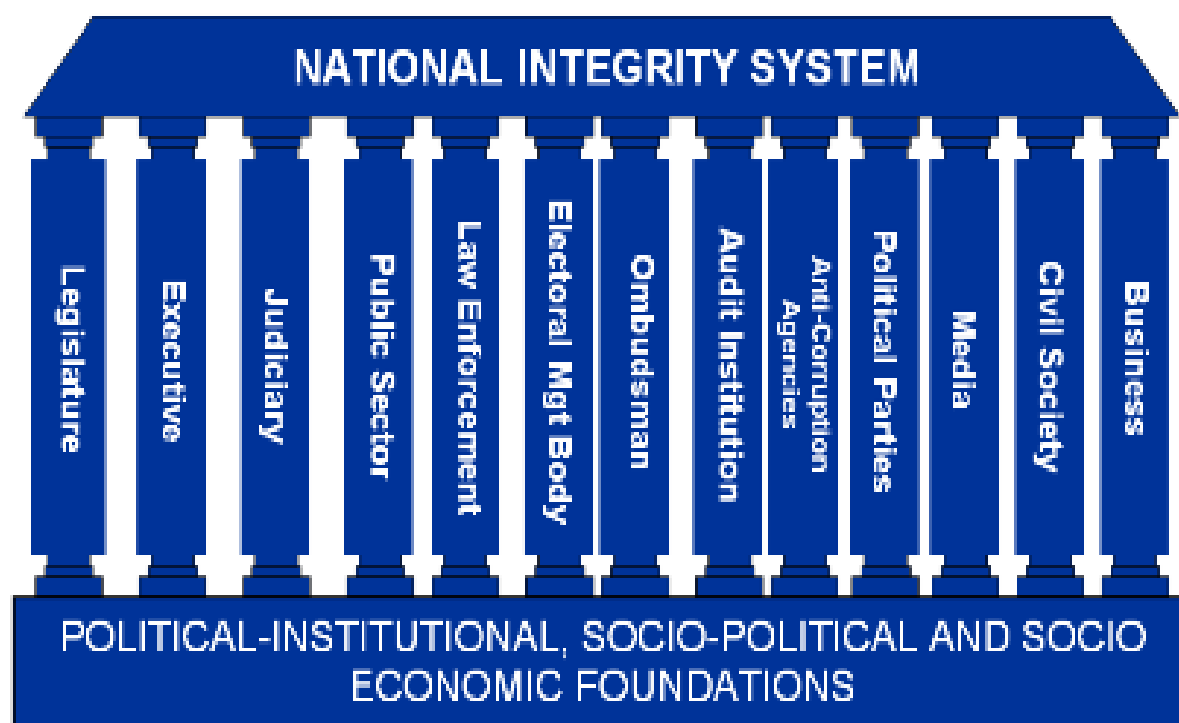 NATIONAL INTEGRITY SYSTEM
Legislature
Executive
Judiciary
Public Sector
Law Enforcement
Electoral Mgt Body
Ombudsman
Audit Institution
Anti-Corruption
Agencies
Political Parties
Media
Civil Society
Business
POLITICAL-INSTITUTIONAL, SOCIO-POLITICAL AND SOCIO
ECONOMIC FOUNDATIONS